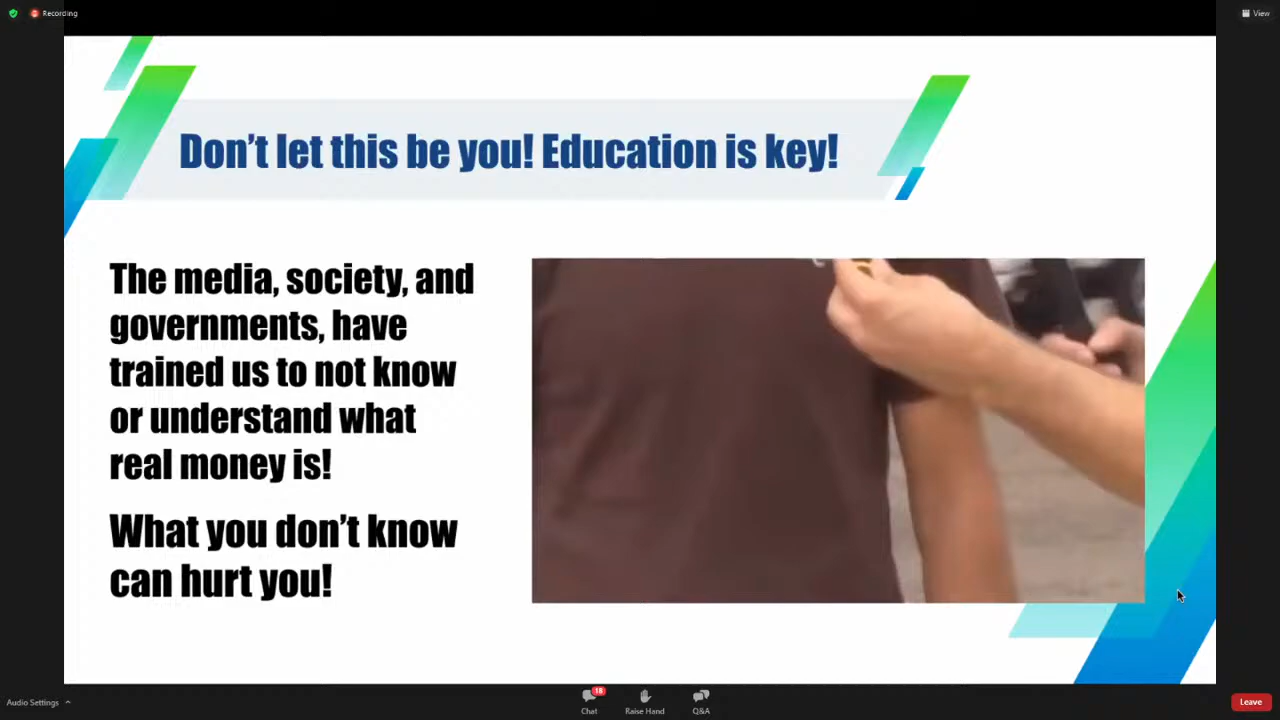 Recording
View
Don't let this be you! Education is key!
The media, society, and
governments, have
trained us to not know
or understand what
real money is!
What you don't know
can hurt you!
Audio Settings
18
Chat
Raise Hand
Q&A
Leave